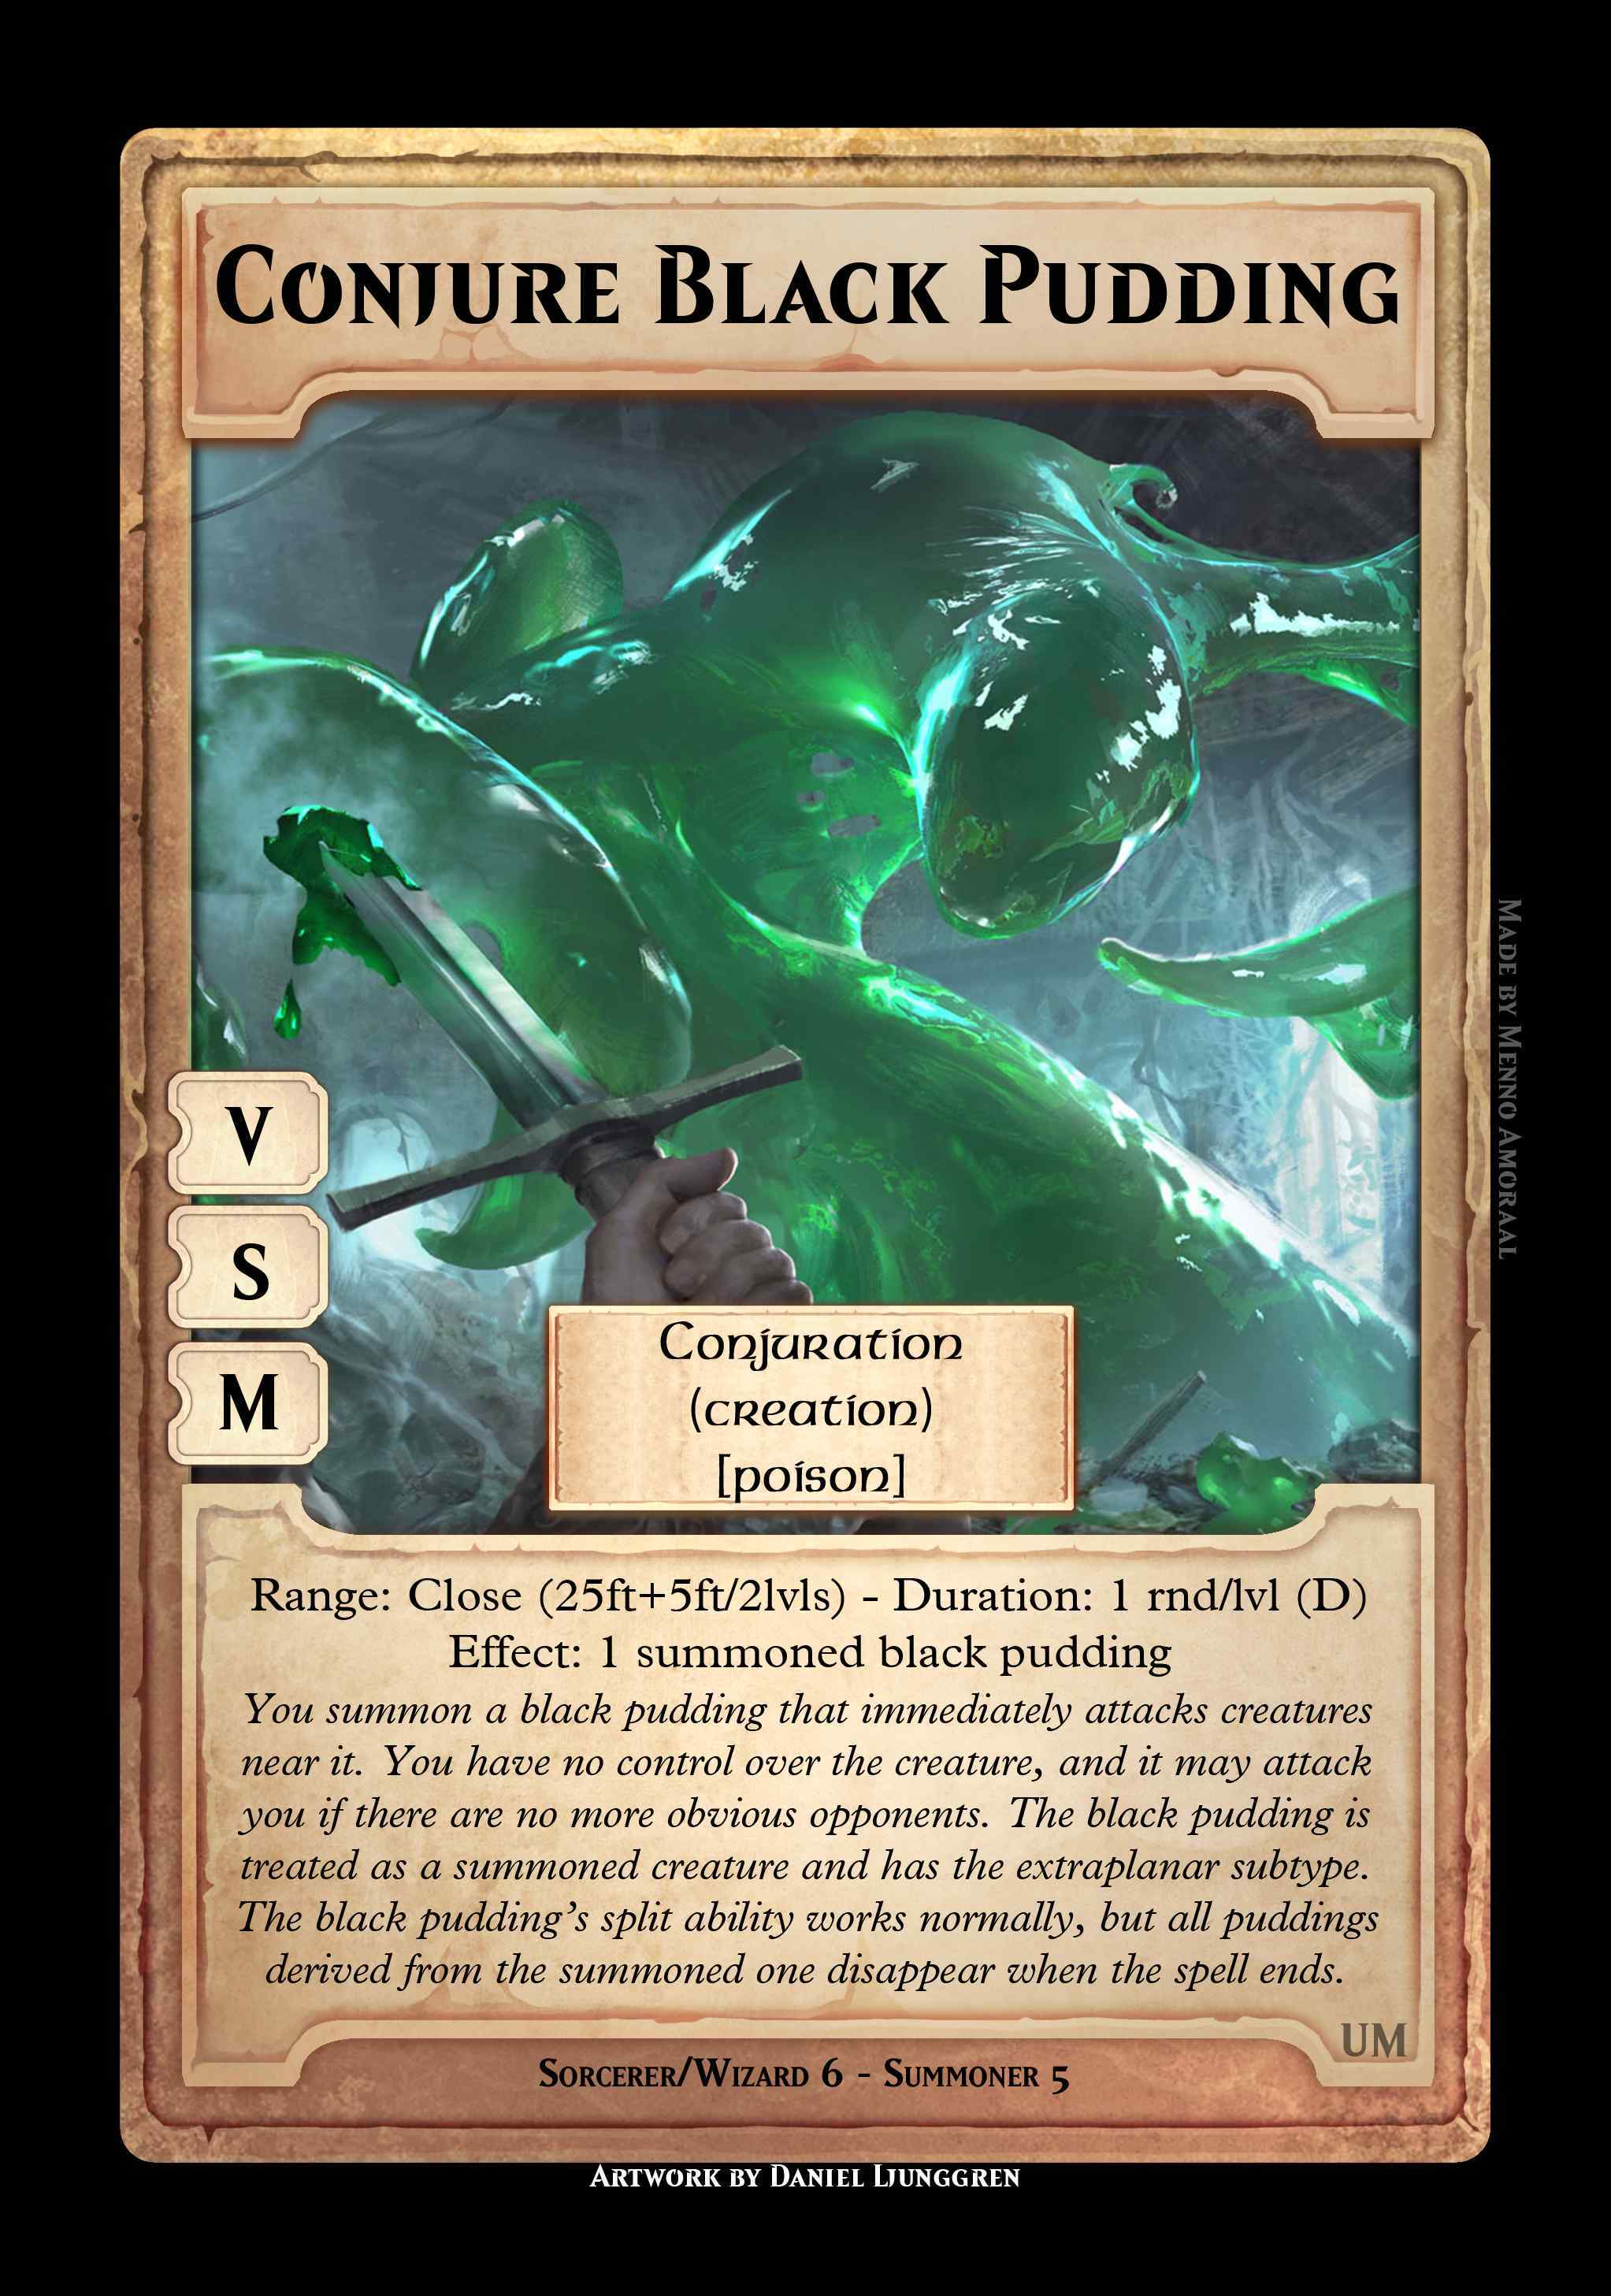 Conjure Black Pudding
V
S
M
Conjuration
(creation)
[poison]
Range: Close (25ft+5ft/2lvls) - Duration: 1 rnd/lvl (D)
Effect: 1 summoned black pudding
You summon a black pudding that immediately attacks creatures
near it. You have no control over the creature, and it may attack
you if there are no more obvious opponents. The black pudding is
treated as a summoned creature and has the extraplanar subtype.
The black pudding’s split ability works normally, but all puddings
derived from the summoned one disappear when the spell ends.
UM
Sorcerer/Wizard 6 - Summoner 5
Artwork by Daniel Ljunggren
Made by Menno Amoraal